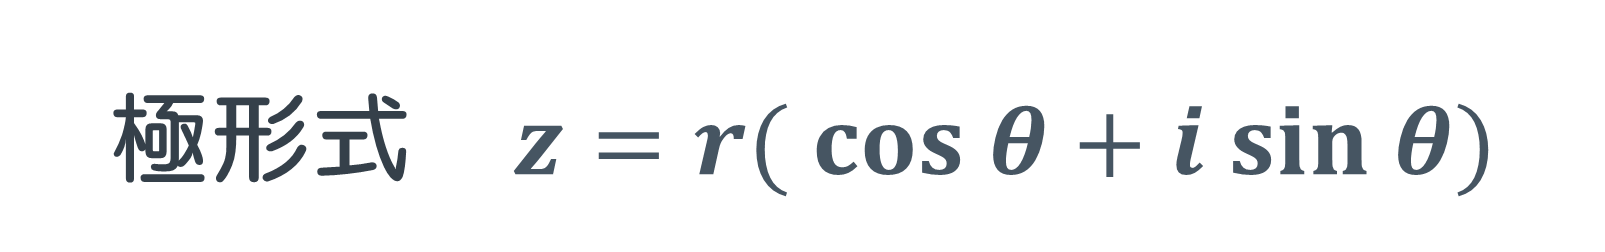 極形式 z = r( cos θ + i sin θ)